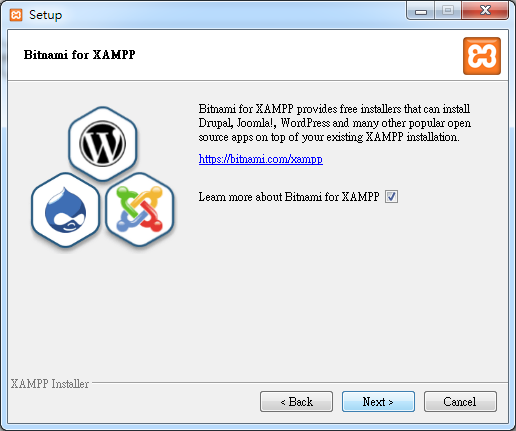 Setup
Bitnami for XAMPP
Bitnami for XAMPP provides free installers that can install
Drupal, Joomla!, WordPress and many other popular open
source apps on top of your existing XAMPP installation.
https://bitnami.com/xampp
Learn more about Bitnami for XAMPP
XAMPP Installer
< Back
Next >
Cancel